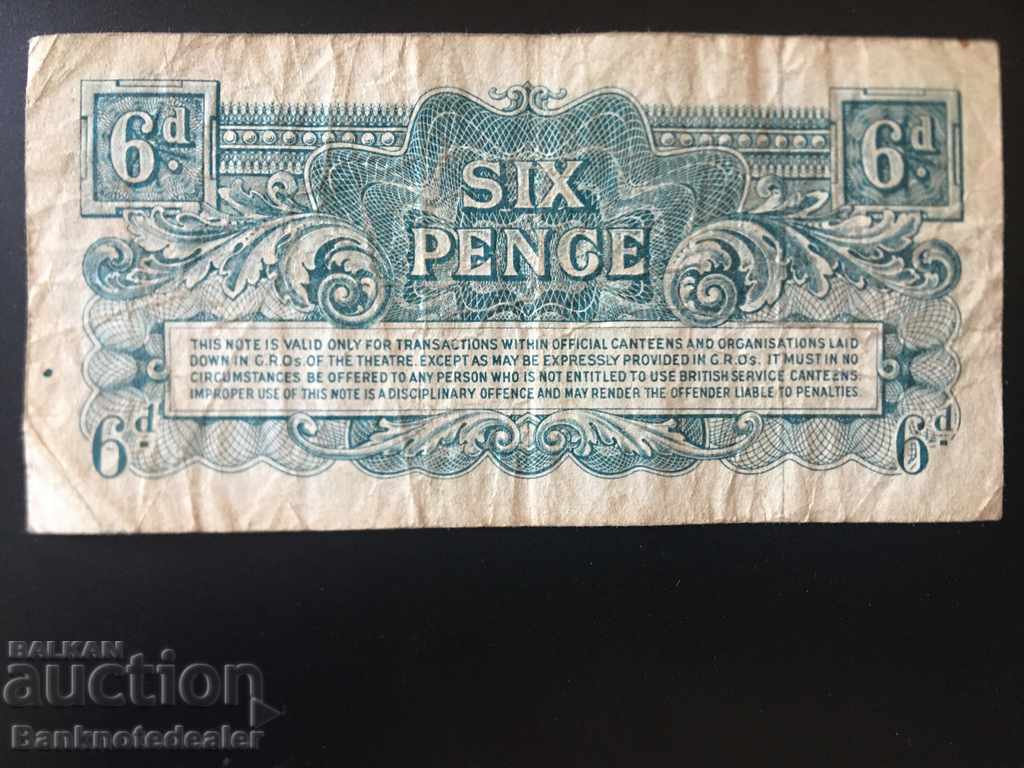 6d 6d
SIX
PENCE
THIS NOTE IS VALID ONLY FOR TRANSACTIONS WITHIN OFFICIAL CANTEENS AND ORGANISATIONS LAID
DOWN IN G.R.Os. OF THE THEATRE. EXCEPT AS MAY BE EXPRESSLY PROVIDED IN G.R.Os. IT MUST IN NO
CIRCUMSTANCES BE OFFERED TO ANY PERSON WHO IS NOT ENTITLED TO USE BRITISH SERVICE CANTEENS.
IMPROPER USE OF THIS NOTE IS A DISCIPLINARY OFFENCE AND MAY RENDER THE OFFENDER LIABLE TO PENALTIES.
6d 6d
BALKAN
auction
Banknotedealer